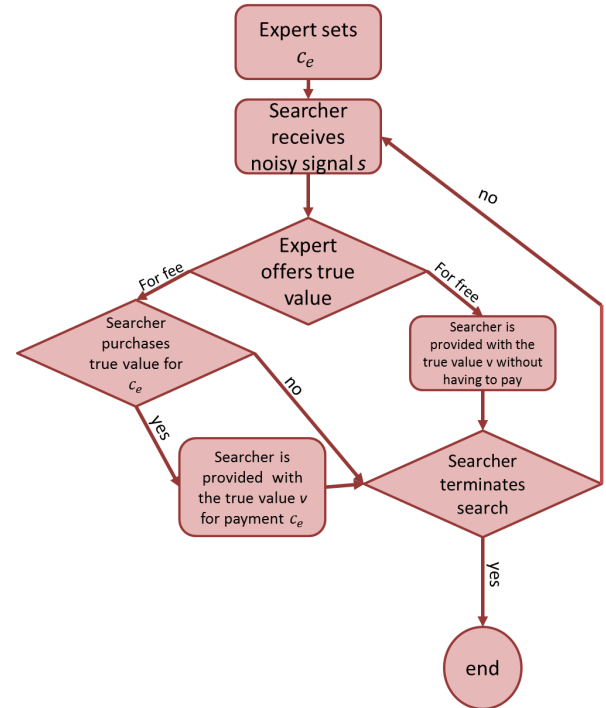 Expert sets
c_e
Searcher
receives
noisy signal s
no
Expert
offers true
value
For fee
For free
Searcher
purchases
true value for
c_e
Searcher is
provided with the
true value v without
having to pay
no
yes
Searcher is
provided with
the true value v
for payment c_e
Searcher
terminates
search
yes
end